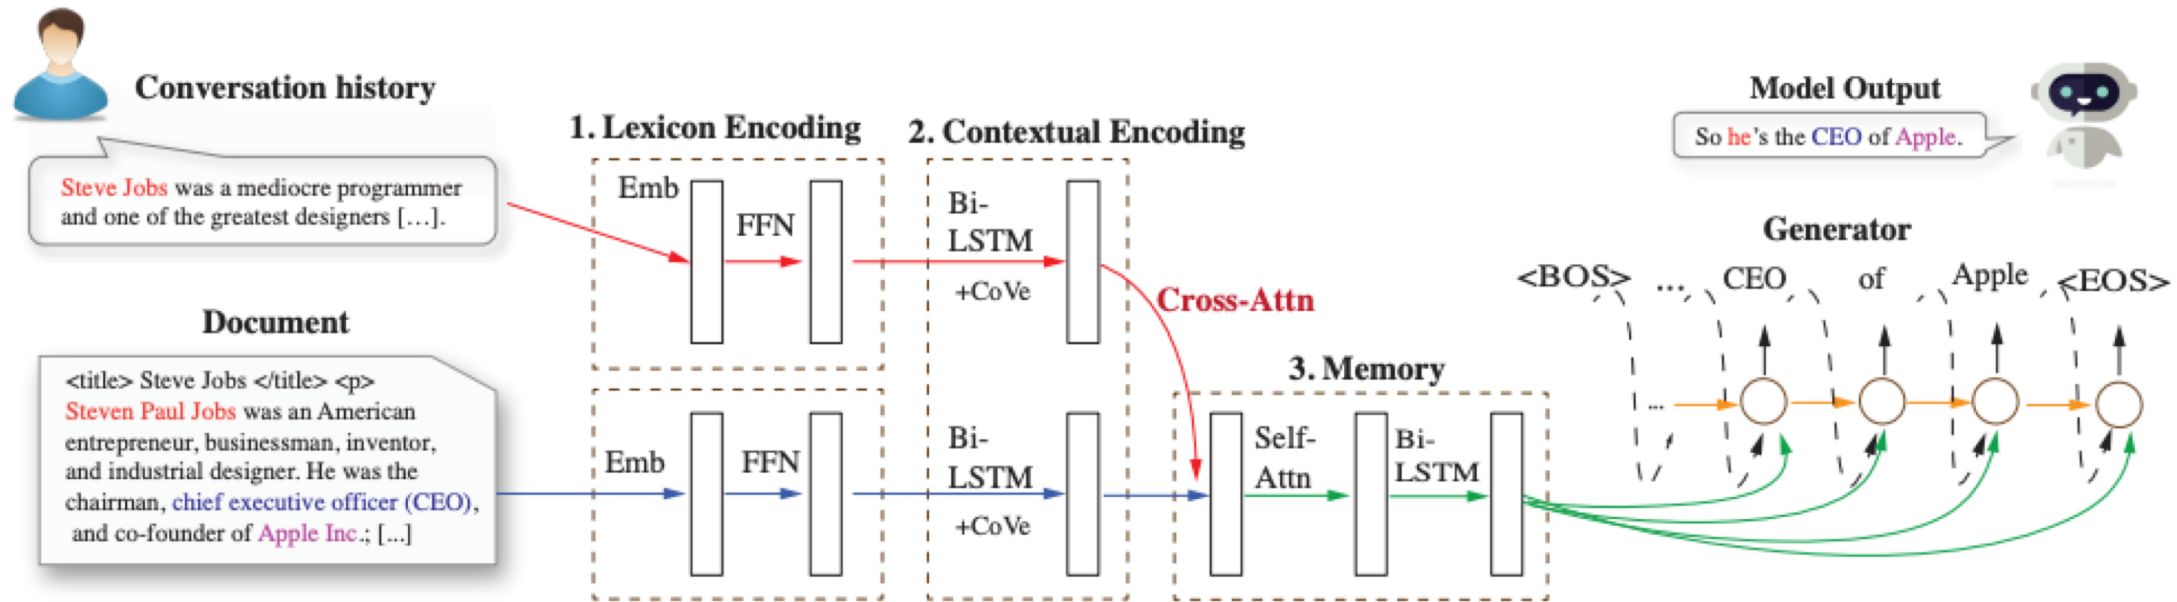 Conversation history
Steve Jobs was a mediocre programmer
and one of the greatest designers [...].
Document
<title> Steve Jobs </title> <p>
Steven Paul Jobs was an American
entrepreneur, businessman, inventor,
and industrial designer. He was the
chairman, chief executive officer (CEO),
and co-founder of Apple Inc.; [...]
1. Lexicon Encoding
Emb
FFN
Emb
FFN
2. Contextual Encoding
Bi-
LSTM
+CoVe
Bi-
LSTM
+CoVe
Cross-Attn
3. Memory
Self-
Attn
Bi-
LSTM
Model Output
So he's the CEO of Apple.
Generator
<BOS> ... CEO of Apple <EOS>
...